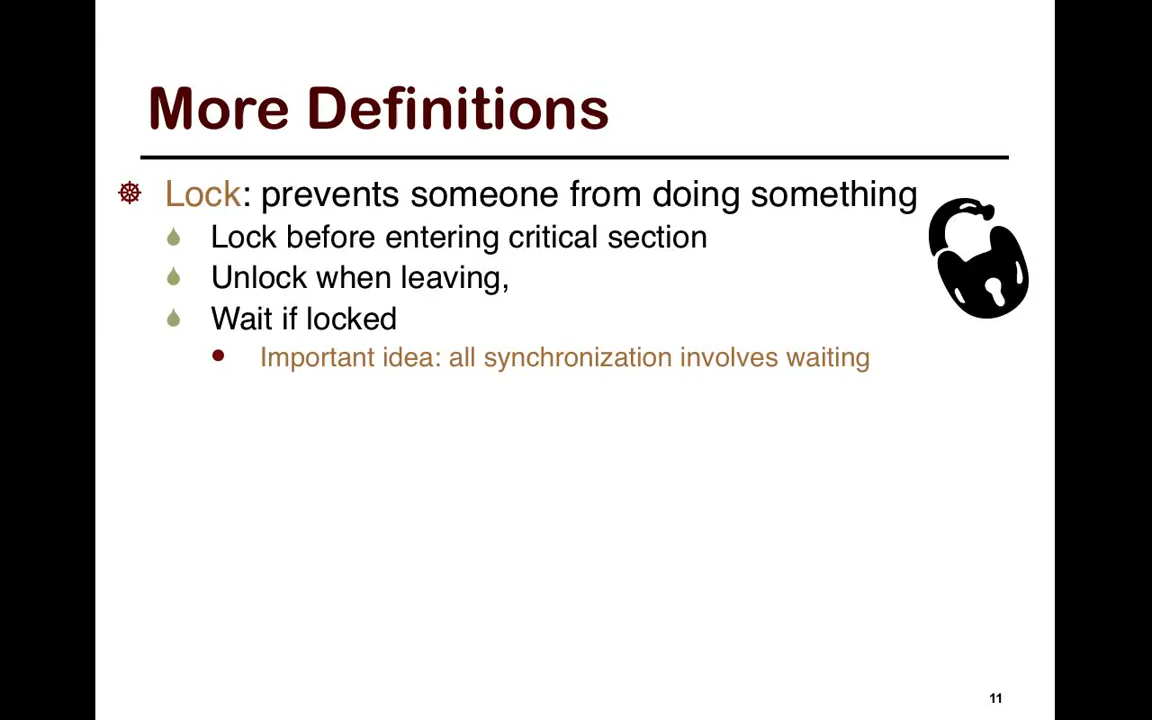 More Definitions
Lock: prevents someone from doing something
Lock before entering critical section
Unlock when leaving,
Wait if locked
Important idea: all synchronization involves waiting
11